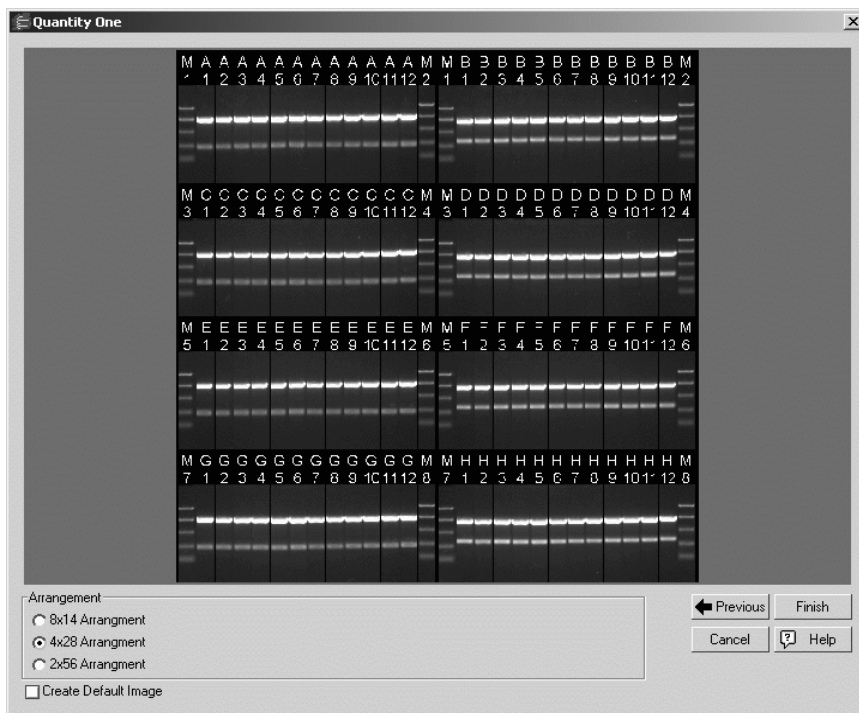 Quantity One
M A A A A A A A A A A A A M M B B B B B B B B B B B B M
1 1 2 3 4 5 6 7 8 9 10 11 12 2 1 1 2 3 4 5 6 7 8 9 10 11 12 2
M C C C C C C C C C C C C M M D D D D D D D D D D D D M
3 1 2 3 4 5 6 7 8 9 10 11 12 4 3 1 2 3 4 5 6 7 8 9 10 11 12 4
M E E E E E E E E E E E E M M F F F F F F F F F F F F M
5 1 2 3 4 5 6 7 8 9 10 11 12 6 5 1 2 3 4 5 6 7 8 9 10 11 12 6
M G G G G G G G G G G G G M M H H H H H H H H H H H H M
7 1 2 3 4 5 6 7 8 9 10 11 12 8 7 1 2 3 4 5 6 7 8 9 10 11 12 8
Arrangement
8x14 Arrangment
4x28 Arrangment
2x56 Arrangment
Create Default Image
Previous
Finish
Cancel
? Help